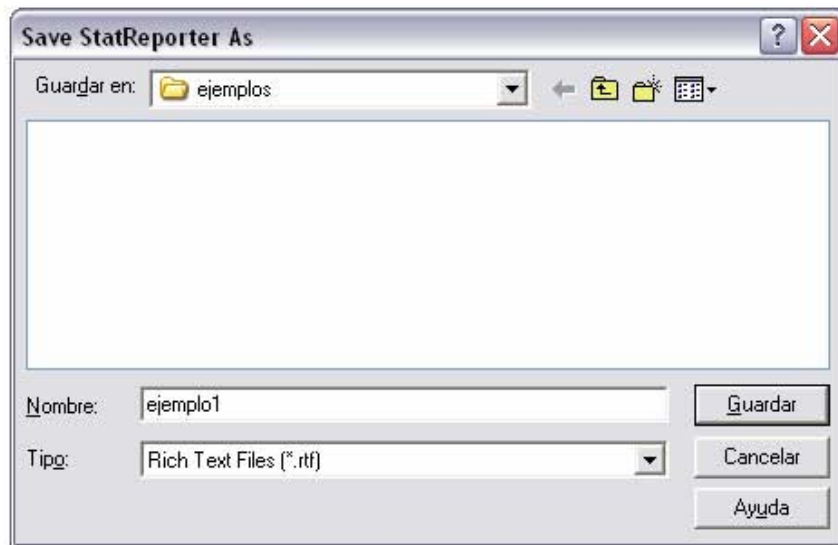 Save StatReporter As
Guardar en: ejemplos
Nombre: ejemplo1 Guardar
Tipo: Rich Text Files (*.rtf) Cancelar
Ayuda